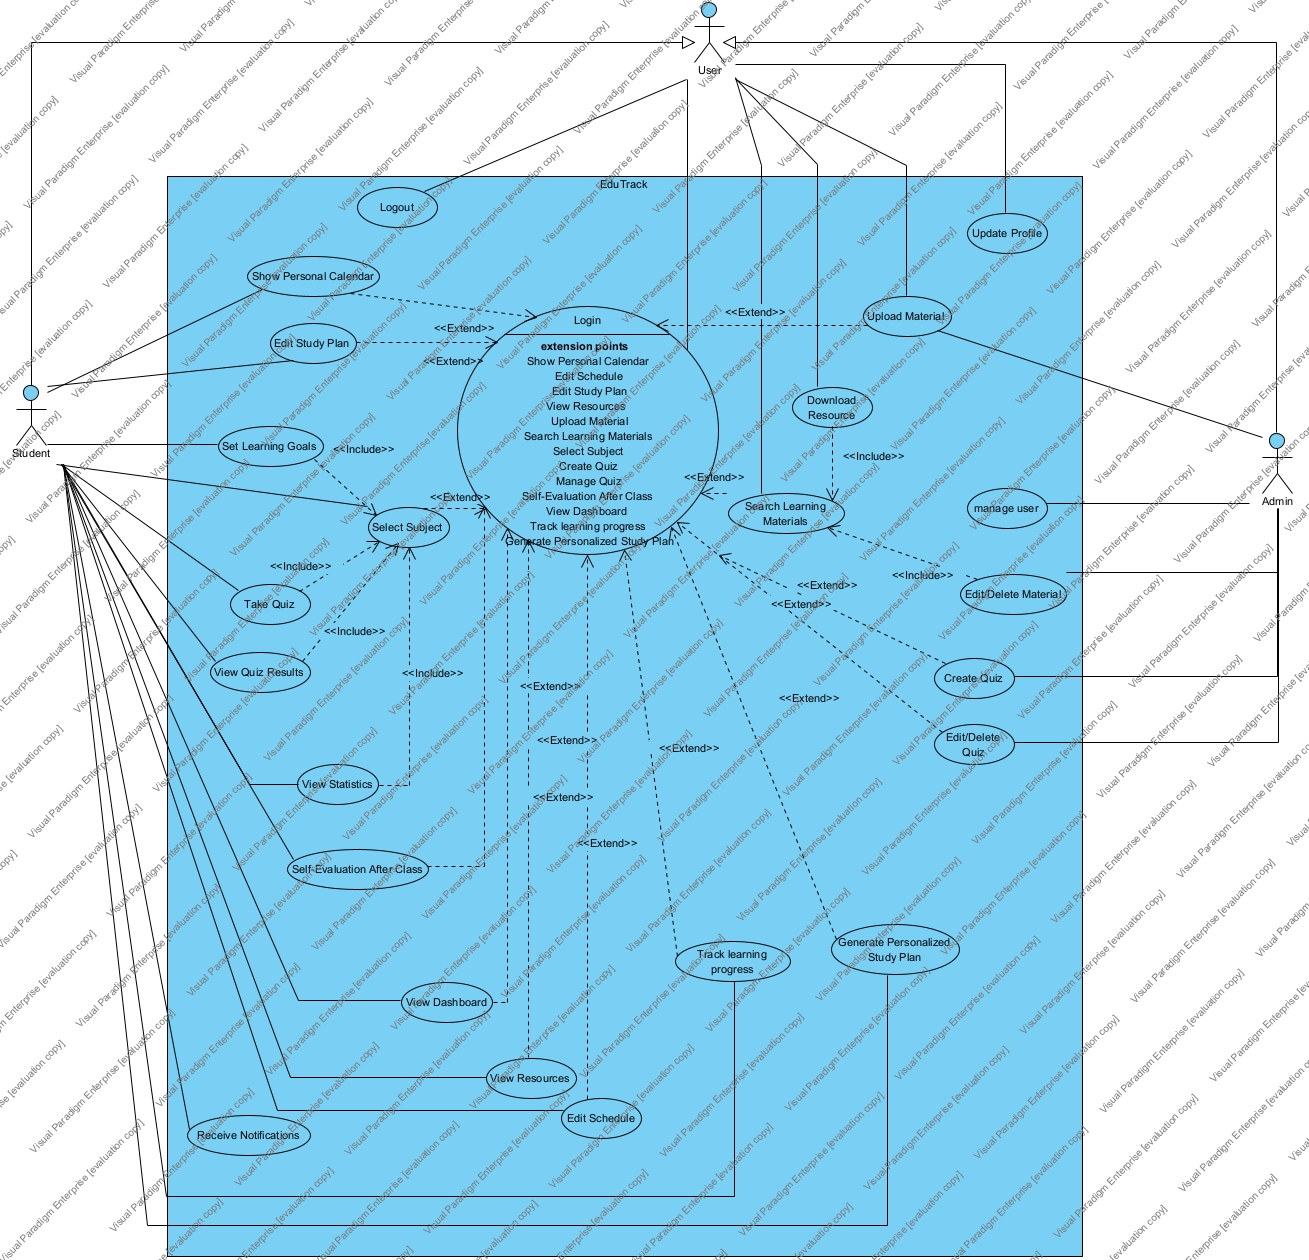 User
EduTrack
Logout
Update Profile
Show Personal Calendar
Login
extension points
Show Personal Calendar
Edit Schedule
Edit Study Plan
View Resources
Upload Material
Search Learning Materials
Select Subject
Create Quiz
Manage Quiz
Self-Evaluation After Class
View Dashboard
Track learning progress
Generate Personalized Study Plan
<<Extend>>
Upload Material
<<Extend>>
Edit Study Plan
<<Extend>>
Download
Resource
Student
Set Learning Goals
<<Include>>
<<Include>>
Admin
<<Extend>>
<<Extend>>
Select Subject
Search Learning
Materials
manage user
<<Include>>
<<Include>>
<<Extend>>
Edit/Delete Material
Take Quiz
<<Extend>>
<<Include>>
View Quiz Results
<<Include>>
<<Extend>>
Create Quiz
<<Extend>>
<<Extend>>
Edit/Delete
Quiz
<<Extend>>
View Statistics
<<Extend>>
<<Extend>>
Self-Evaluation After Class
Track learning
progress
Generate Personalized
Study Plan
View Dashboard
View Resources
Edit Schedule
Receive Notifications
Visual Paradigm Enterprise [evaluation copy]